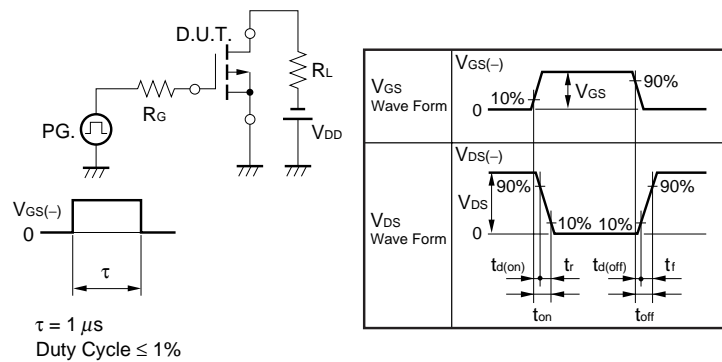 D.U.T.
RG
RL
PG.
VDD
VGS(−)
0
τ
τ = 1 μs
Duty Cycle ≤ 1%
VGS
Wave Form
VGS(−)
10%
VGS
90%
0
VDS
Wave Form
VDS(−)
90%
90%
VDS
10%
10%
0
td(on)
tr
td(off)
tf
ton
toff